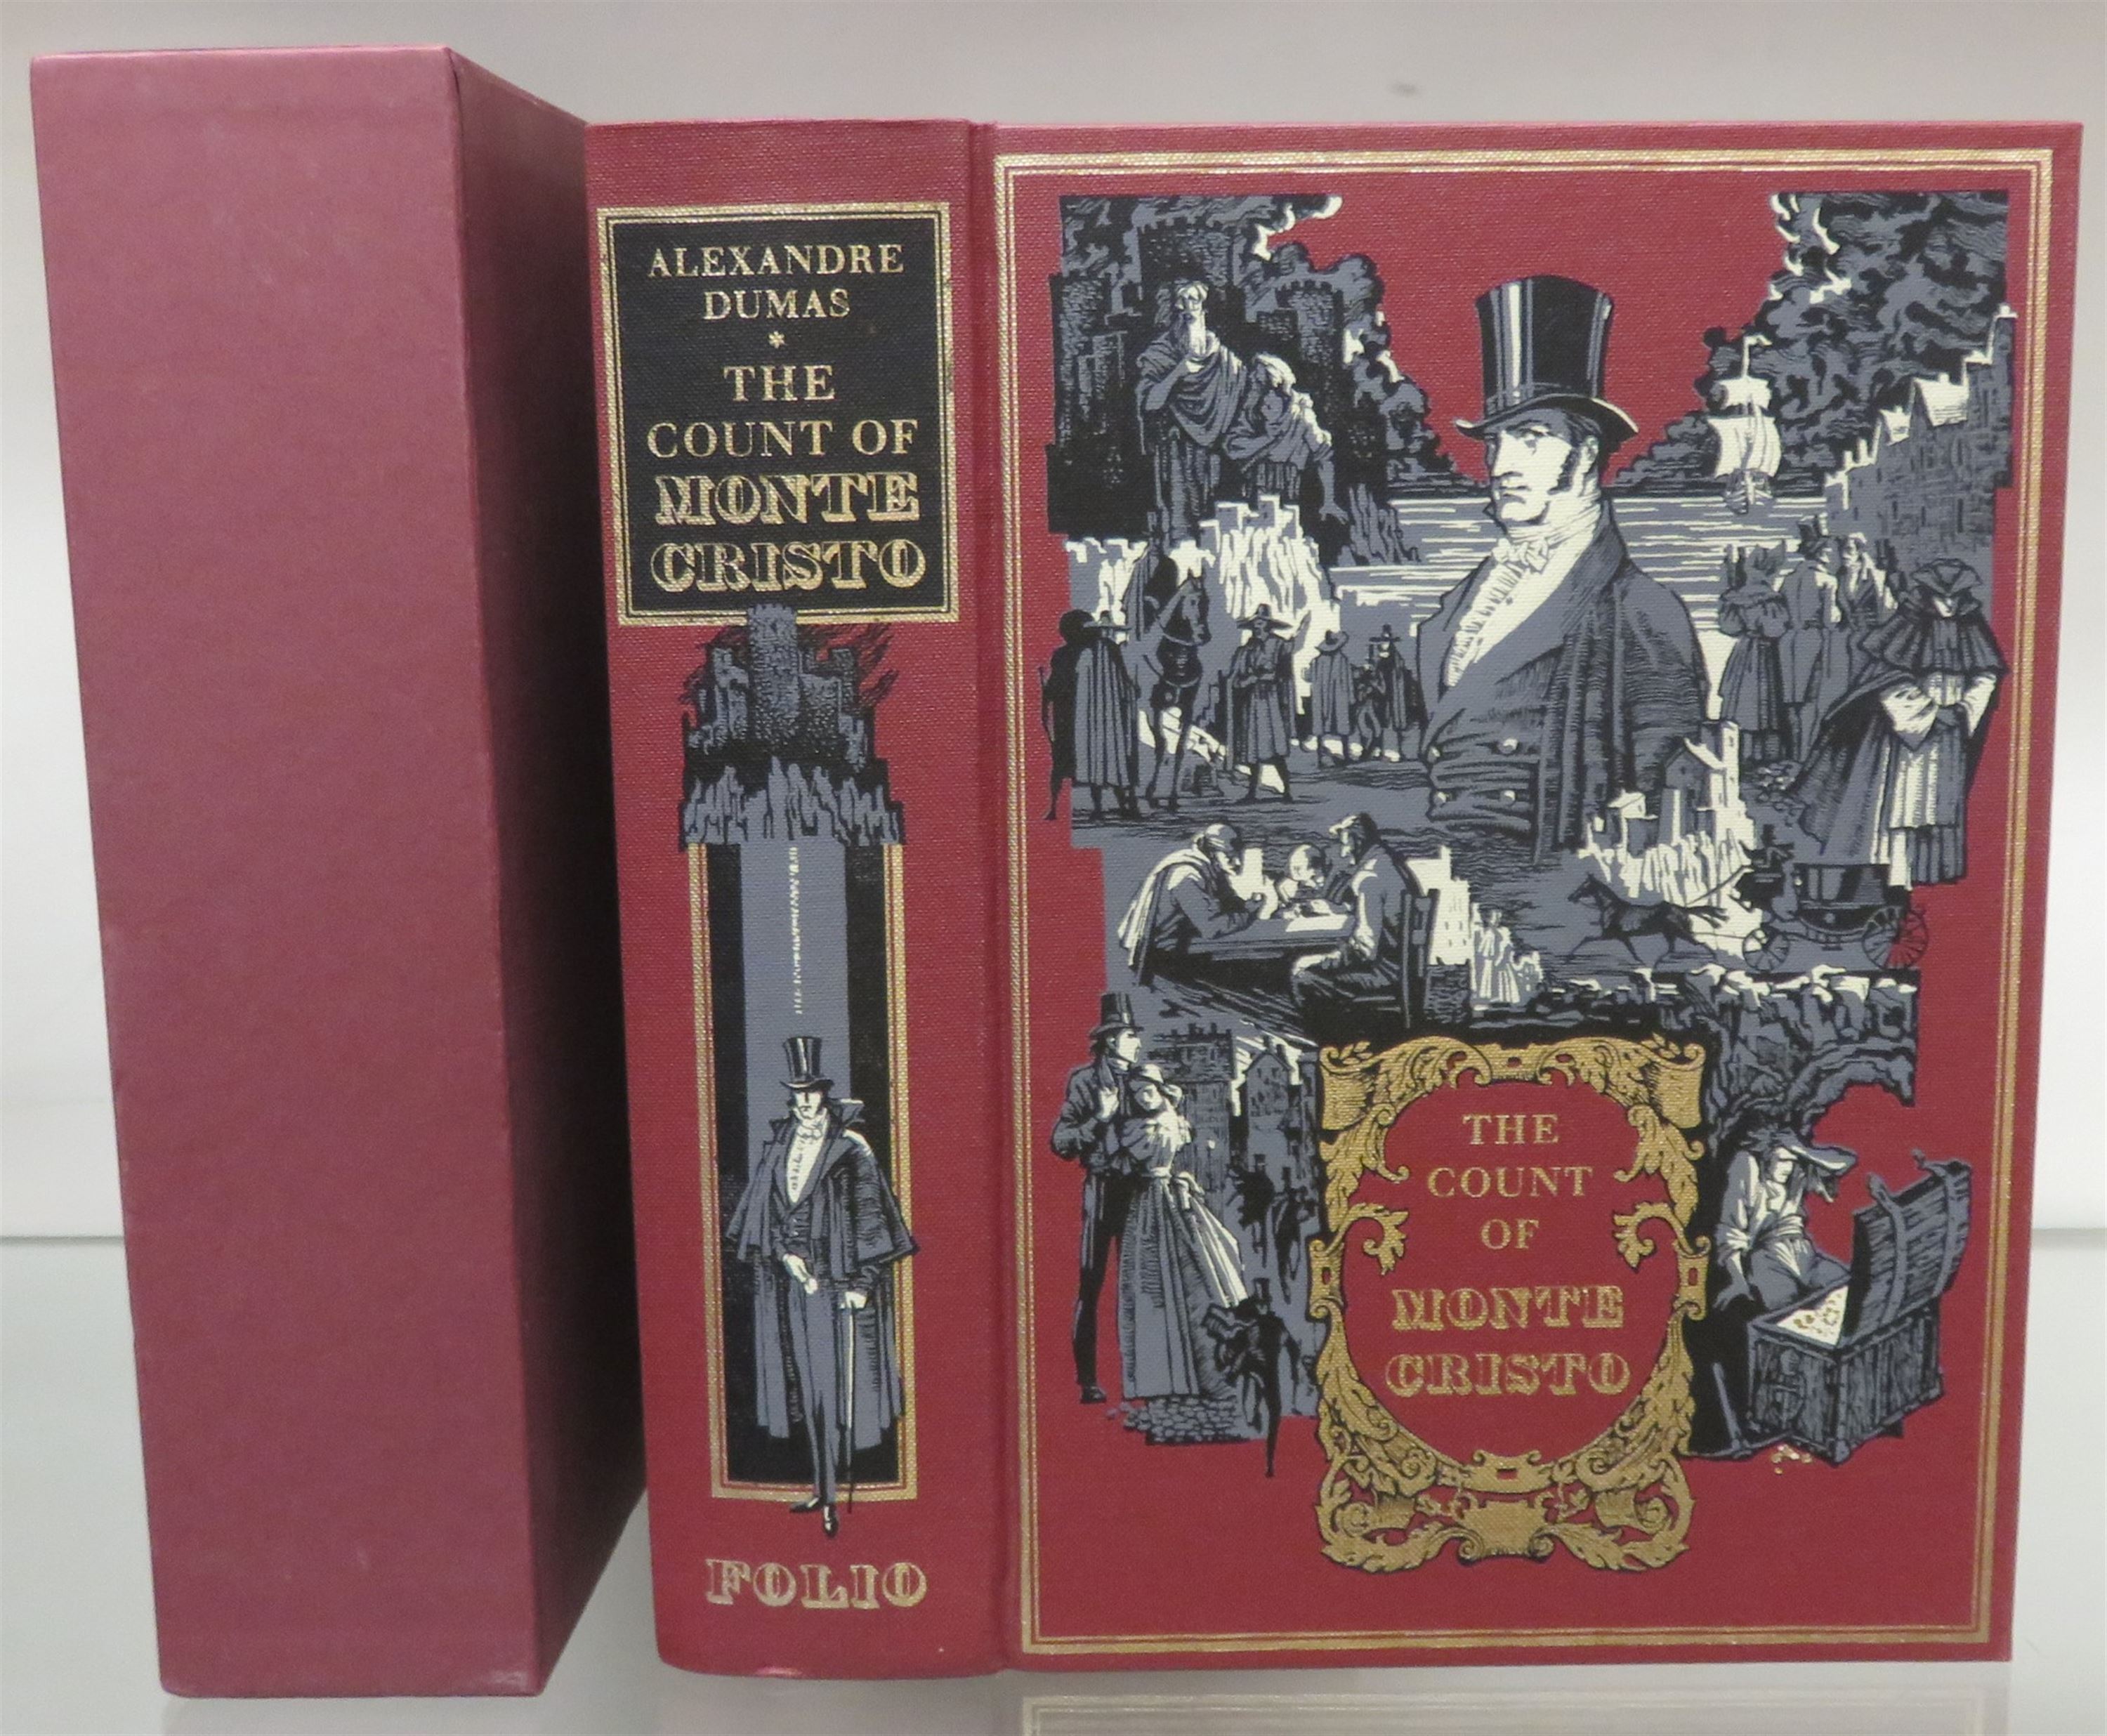 ALEXANDRE
DUMAS
*
THE
COUNT OF
MONTE
CRISTO
FOLIO
THE
COUNT
OF
MONTE
CRISTO